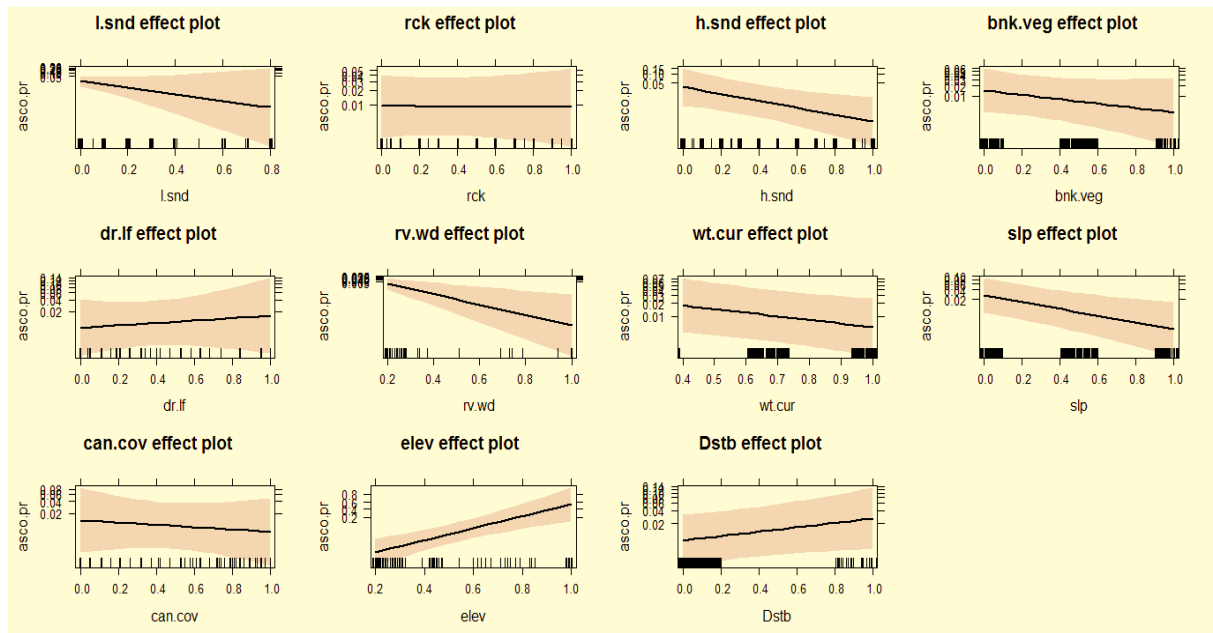 l.snd effect plot
asco.pr
0.05
0.0 0.2 0.4 0.6 0.8
l.snd
rck effect plot
asco.pr
0.05
0.02
0.01
0.0 0.2 0.4 0.6 0.8 1.0
rck
h.snd effect plot
asco.pr
0.15
0.05
0.0 0.2 0.4 0.6 0.8 1.0
h.snd
bnk.veg effect plot
asco.pr
0.06
0.02
0.01
0.0 0.2 0.4 0.6 0.8 1.0
bnk.veg
dr.lf effect plot
asco.pr
0.14
0.04
0.02
0.0 0.2 0.4 0.6 0.8 1.0
dr.lf
rv.wd effect plot
asco.pr
0.2 0.4 0.6 0.8 1.0
rv.wd
wt.cur effect plot
asco.pr
0.07
0.02
0.01
0.4 0.5 0.6 0.7 0.8 0.9 1.0
wt.cur
slp effect plot
asco.pr
0.10
0.04
0.02
0.0 0.2 0.4 0.6 0.8 1.0
slp
can.cov effect plot
asco.pr
0.08
0.06
0.04
0.02
0.0 0.2 0.4 0.6 0.8 1.0
can.cov
elev effect plot
asco.pr
0.8
0.6
0.4
0.2
0.2 0.4 0.6 0.8 1.0
elev
Dstb effect plot
asco.pr
0.14
0.04
0.02
0.0 0.2 0.4 0.6 0.8 1.0
Dstb